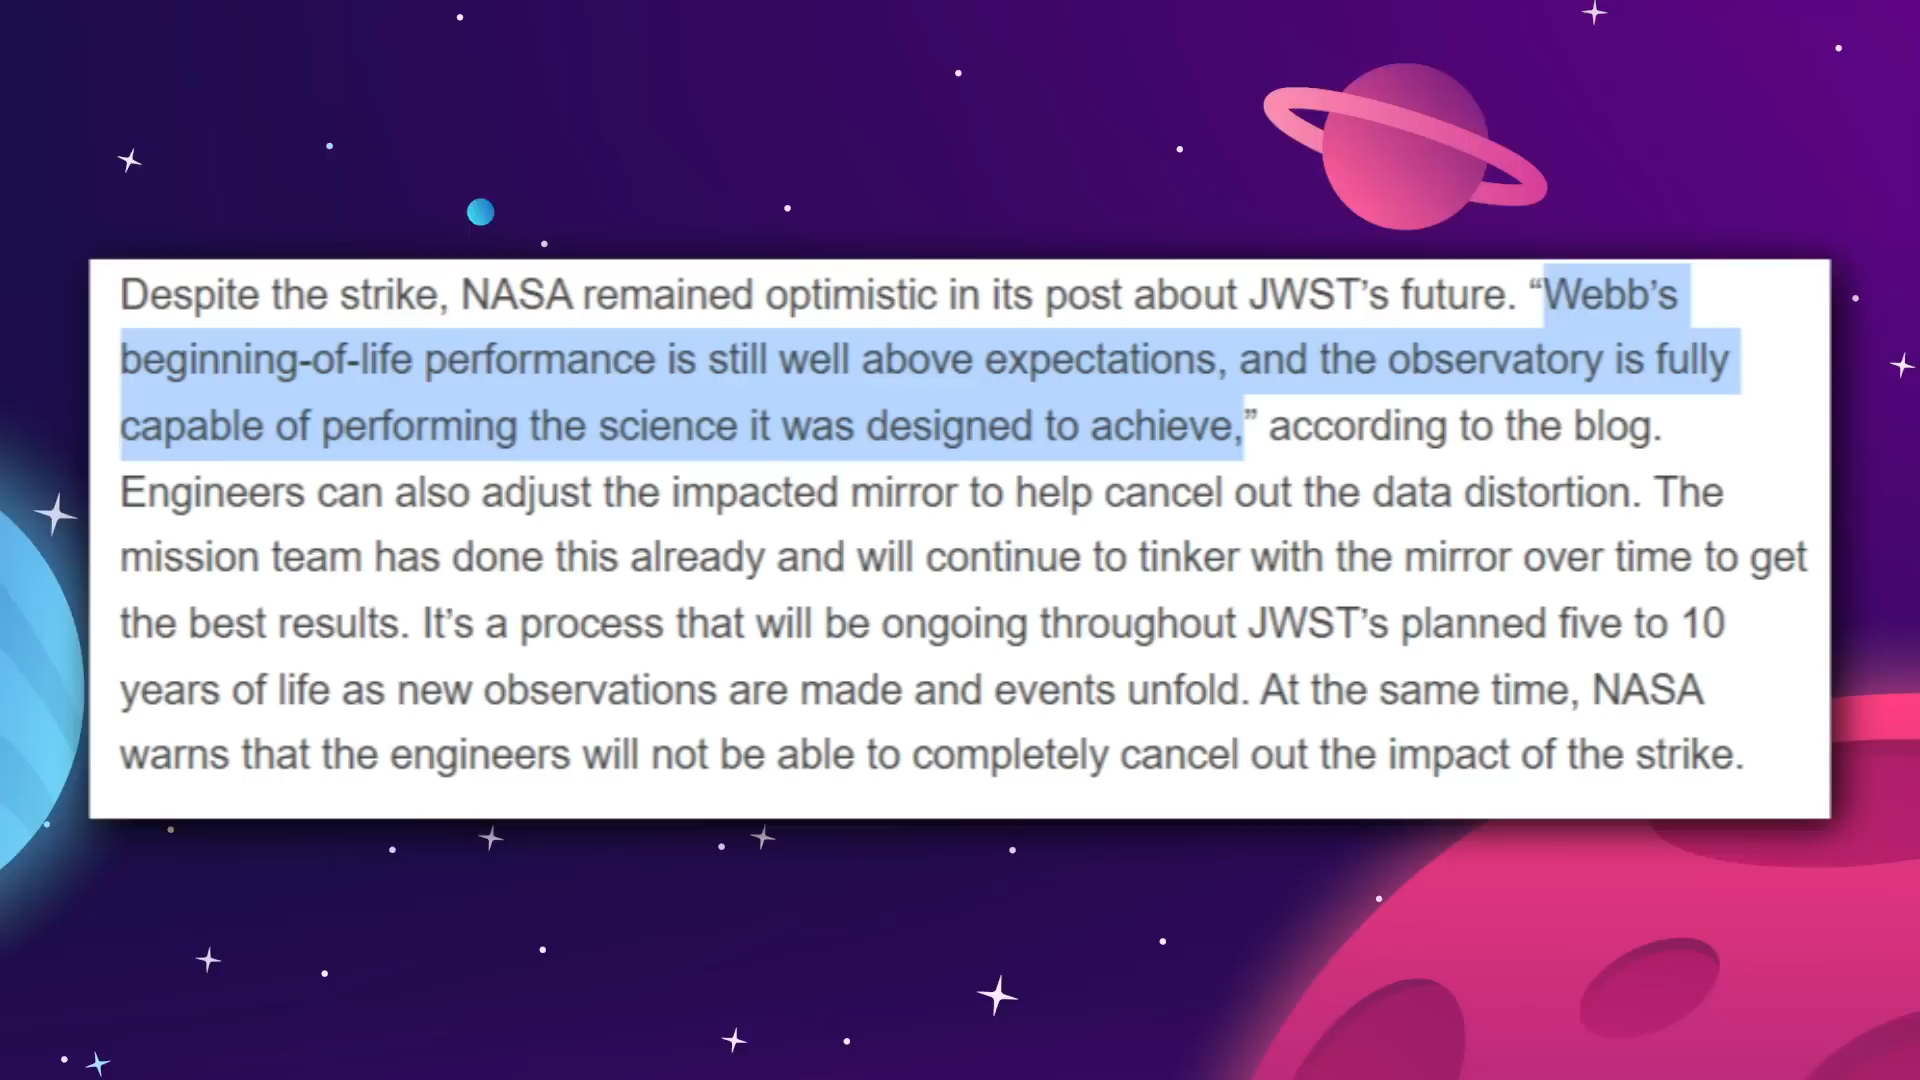 Despite the strike, NASA remained optimistic in its post about JWST’s future. “Webb’s
beginning-of-life performance is still well above expectations, and the observatory is fully
capable of performing the science it was designed to achieve,” according to the blog.
Engineers can also adjust the impacted mirror to help cancel out the data distortion. The
mission team has done this already and will continue to tinker with the mirror over time to get
the best results. It’s a process that will be ongoing throughout JWST’s planned five to 10
years of life as new observations are made and events unfold. At the same time, NASA
warns that the engineers will not be able to completely cancel out the impact of the strike.